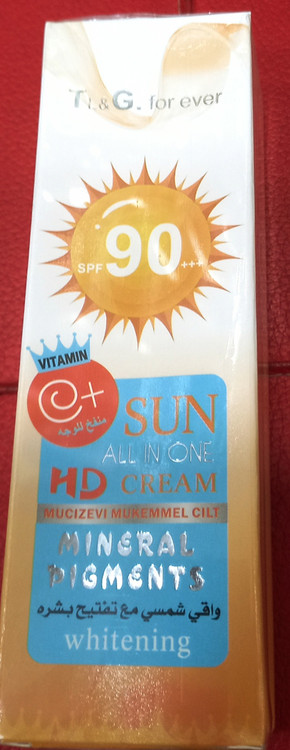 T.I.&G. for ever
SPF 90+++
VITAMIN
e+
منفخ للوجه
SUN
ALL IN ONE
HD CREAM
MUCIZEVI MUKEMMEL CILT
MINERAL
PIGMENTS
واقي شمسي مع تفتيح بشره
whitening